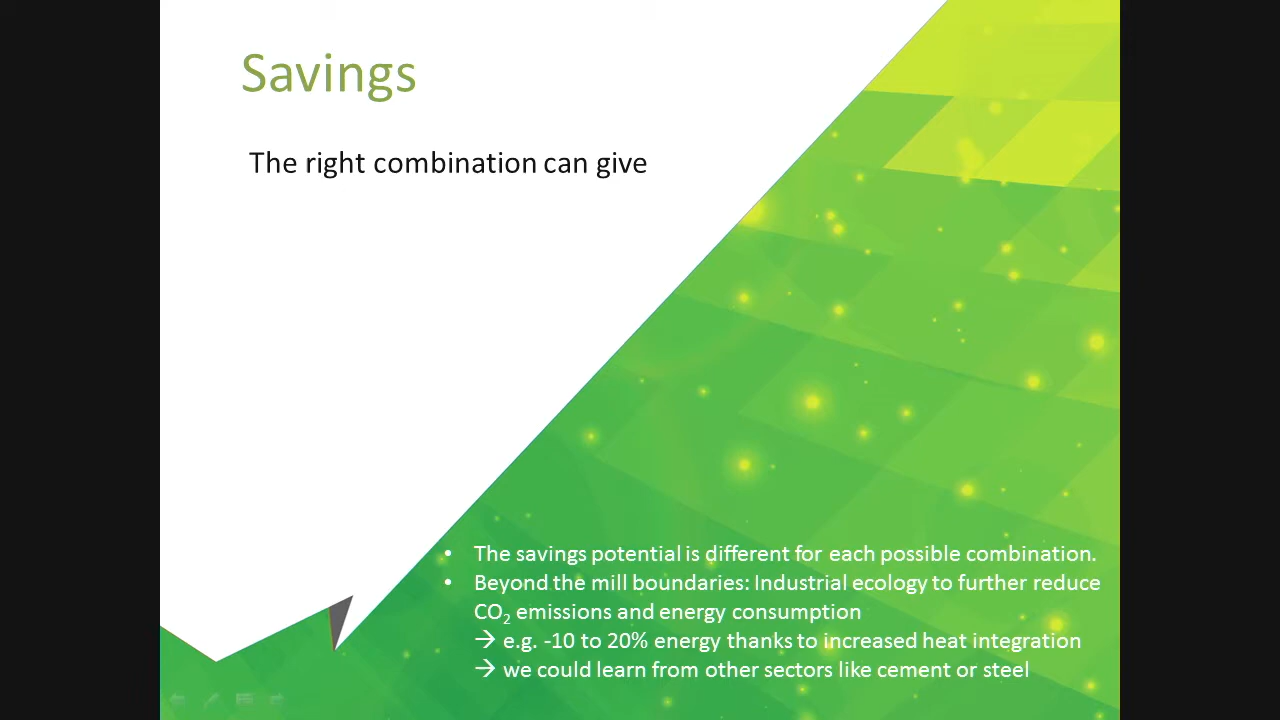 Savings
The right combination can give
• The savings potential is different for each possible combination.
• Beyond the mill boundaries: Industrial ecology to further reduce
CO₂ emissions and energy consumption
→ e.g. -10 to 20% energy thanks to increased heat integration
→ we could learn from other sectors like cement or steel